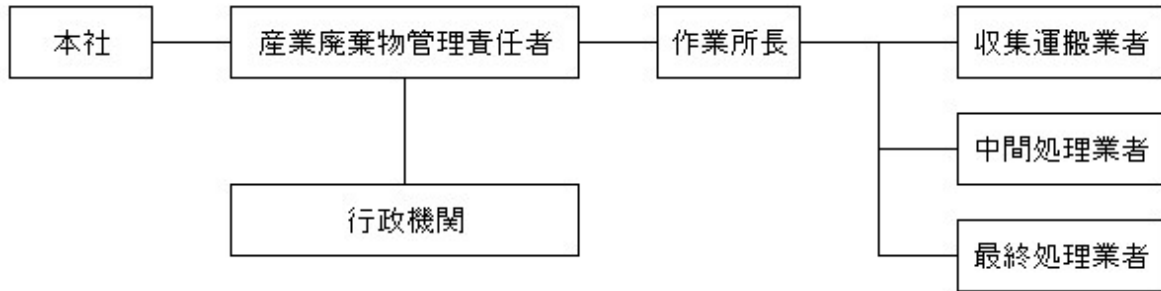 本社
産業廃棄物管理責任者
作業所長
収集運搬業者
中間処理業者
行政機関
最終処理業者